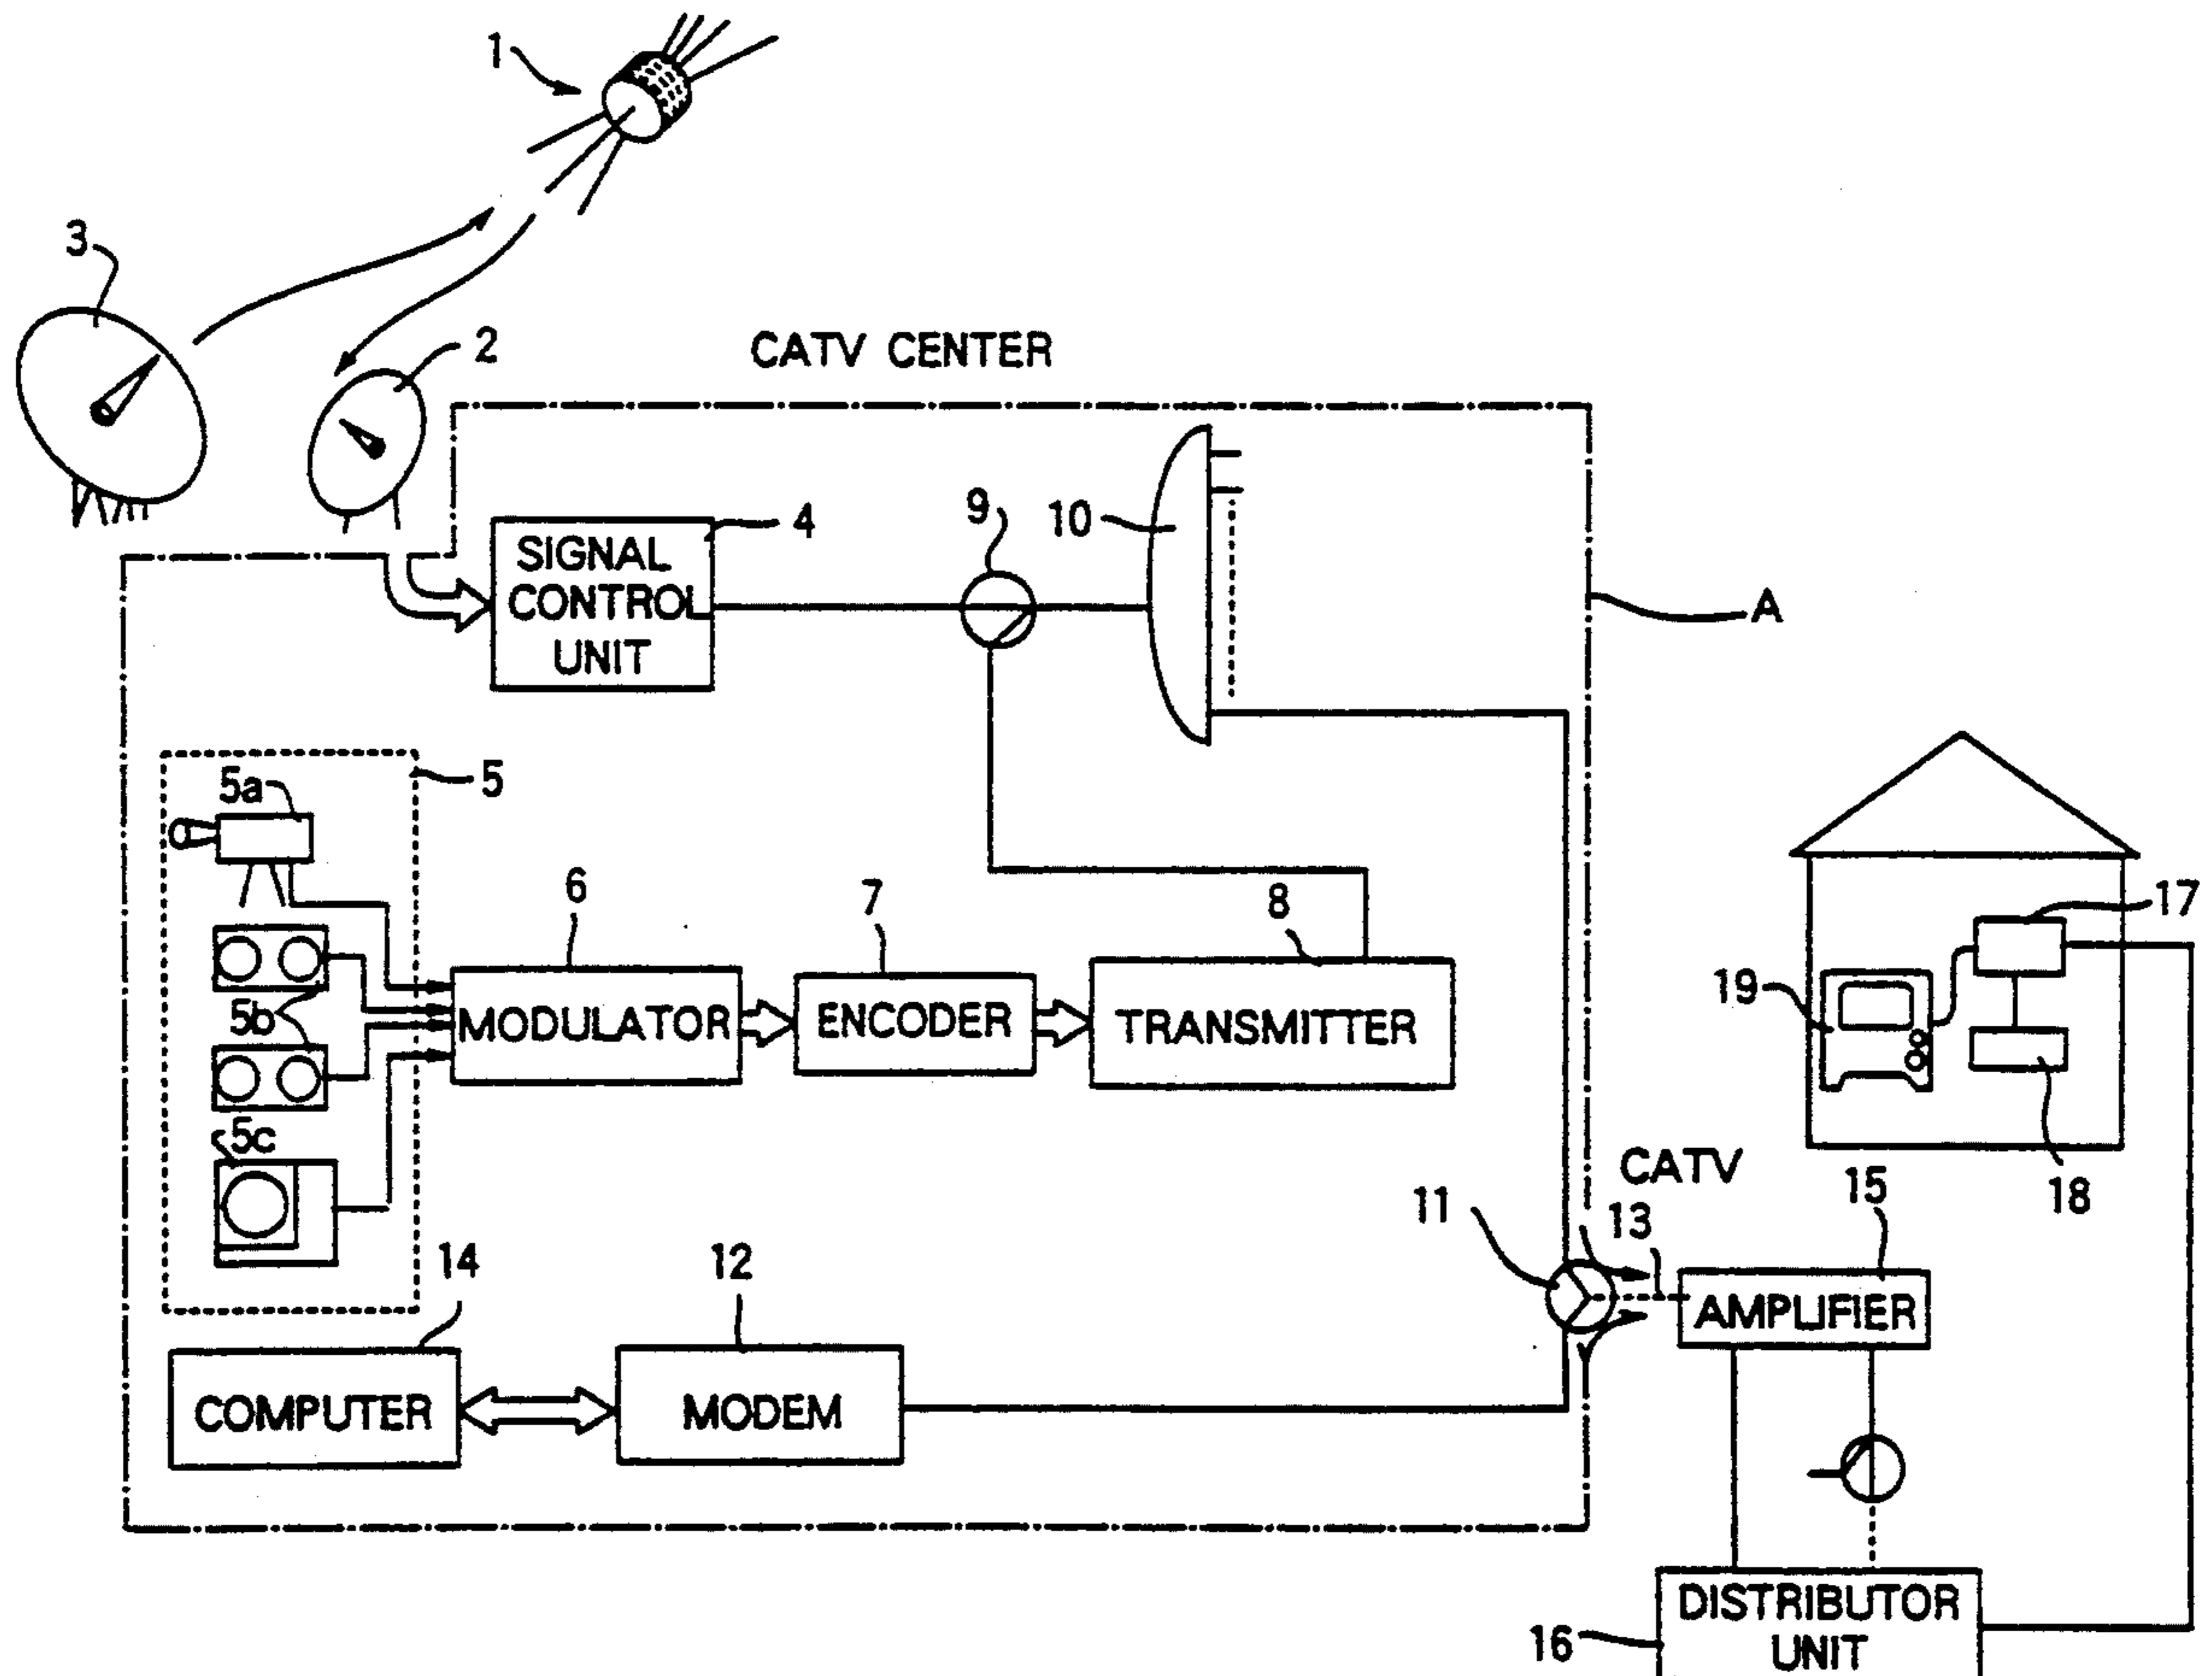 1
3
2
CATV CENTER
4
9
10
SIGNAL
CONTROL
UNIT
A
5
5a
6
7
8
17
5b
MODULATOR
ENCODER
TRANSMITTER
19
5c
CATV
18
15
11
13
14
12
AMPLIFIER
COMPUTER
MODEM
DISTRIBUTOR
UNIT
16